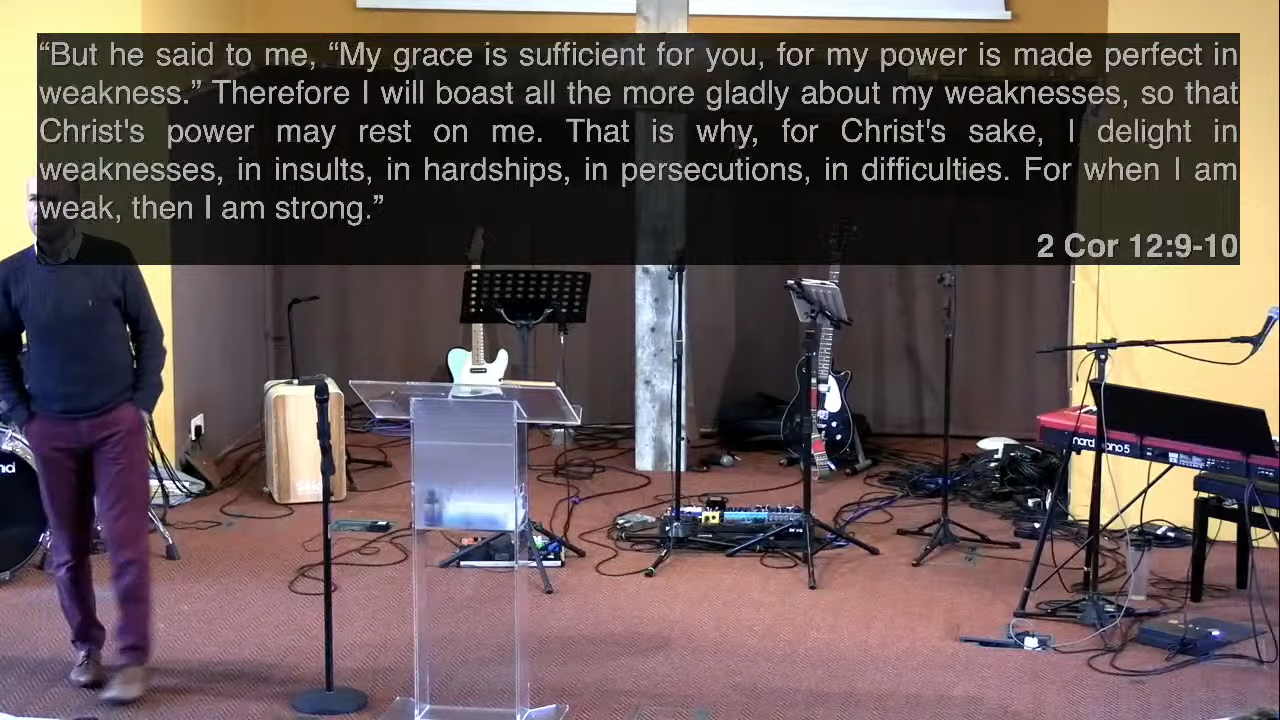 “But he said to me, “My grace is sufficient for you, for my power is made perfect in
weakness.” Therefore I will boast all the more gladly about my weaknesses, so that
Christ's power may rest on me. That is why, for Christ's sake, I delight in
weaknesses, in insults, in hardships, in persecutions, in difficulties. For when I am
weak, then I am strong.”
2 Cor 12:9-10
nord piano 5